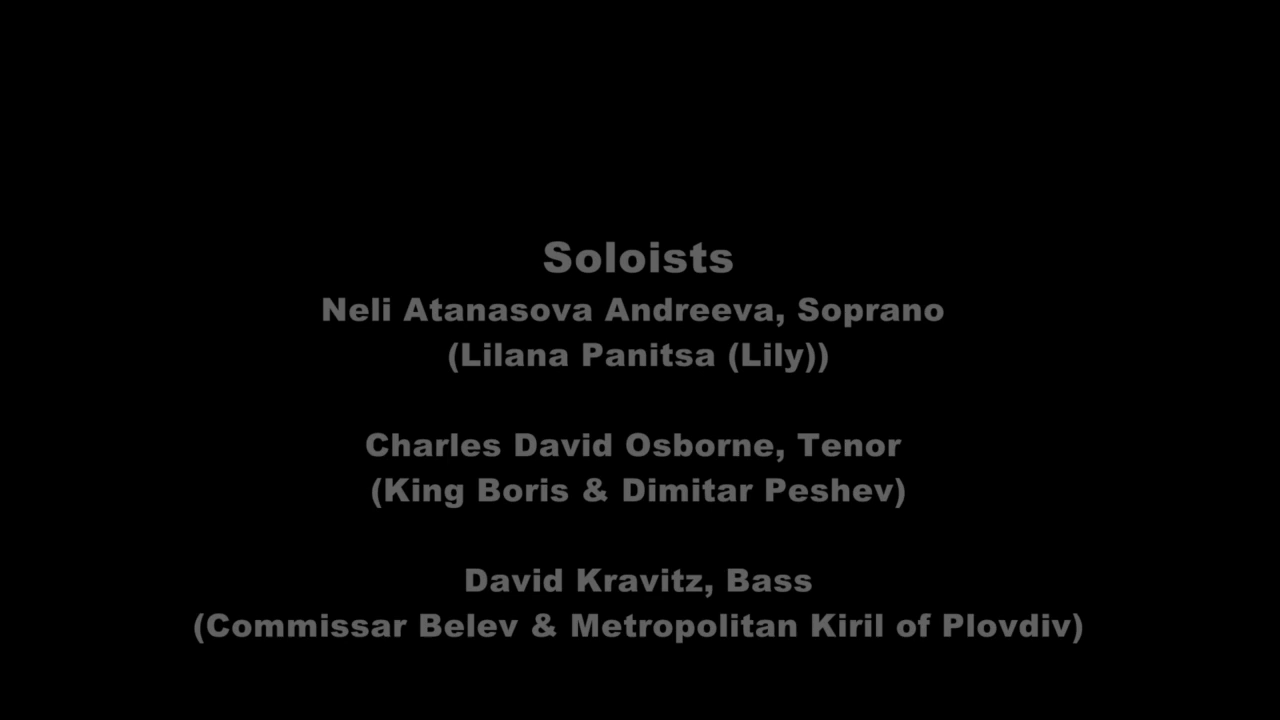 Soloists
Neli Atanasova Andreeva, Soprano
(Lilana Panitsa (Lily))
Charles David Osborne, Tenor
(King Boris & Dimitar Peshev)
David Kravitz, Bass
(Commissar Belev & Metropolitan Kiril of Plovdiv)